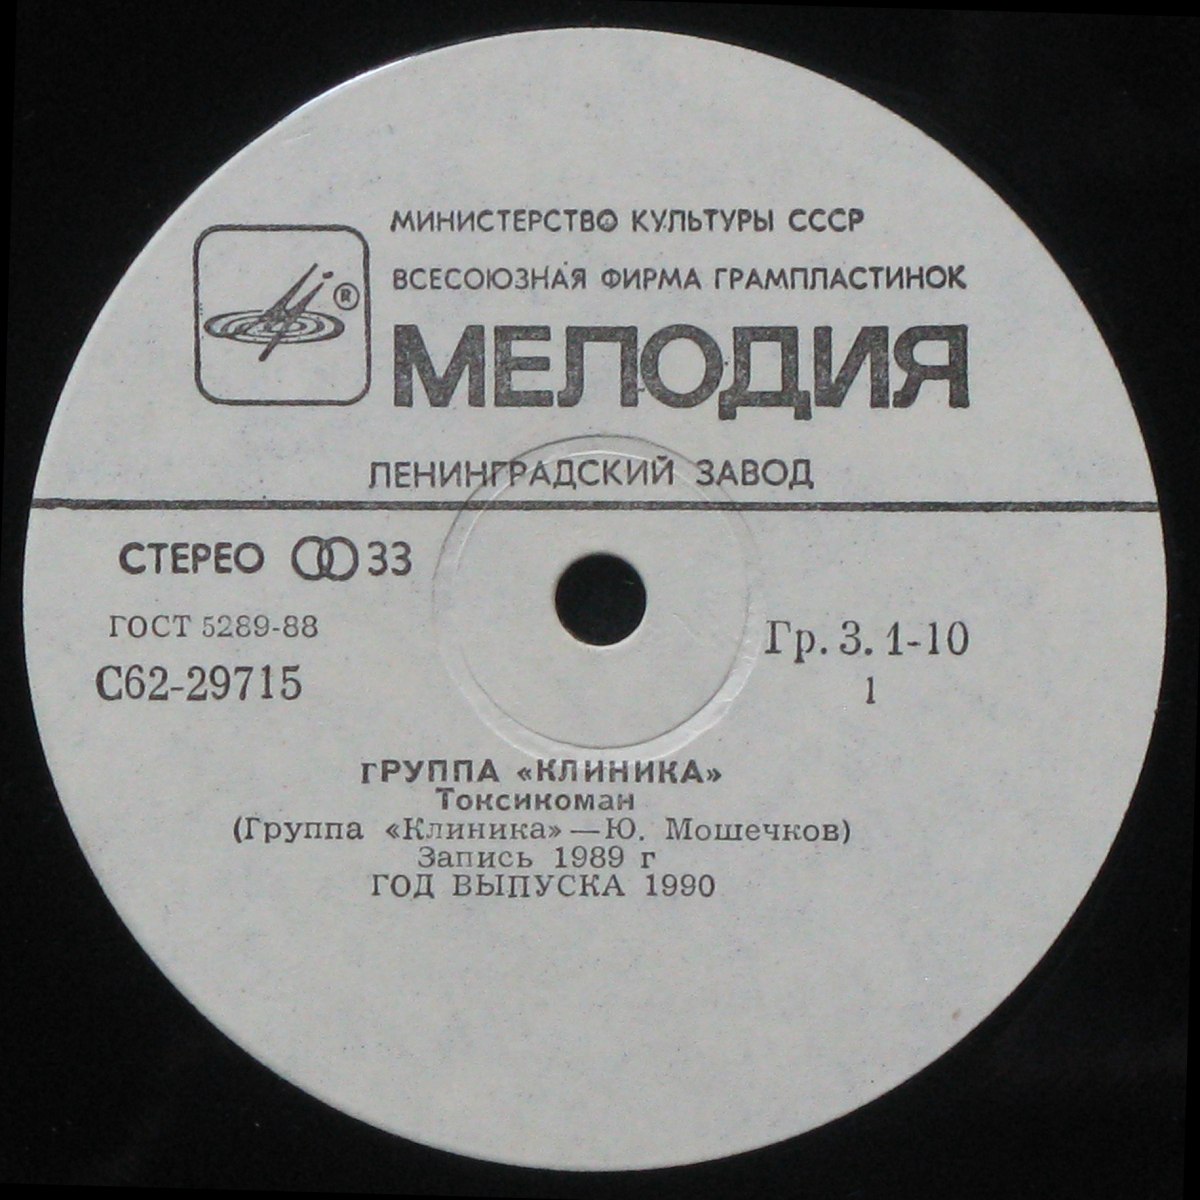 МИНИСТЕРСТВО КУЛЬТУРЫ СССР
ВСЕСОЮЗНАЯ ФИРМА ГРАМПЛАСТИНОК
®
МЕЛОДИЯ
ЛЕНИНГРАДСКИЙ ЗАВОД
СТЕРЕО 33
ГОСТ 5289-88
Гр. 3. 1-10
С62-29715
1
ГРУППА «КЛИНИКА»
Токсикоман
(Группа «Клиника» — Ю. Мошечков)
Запись 1989 г
ГОД ВЫПУСКА 1990